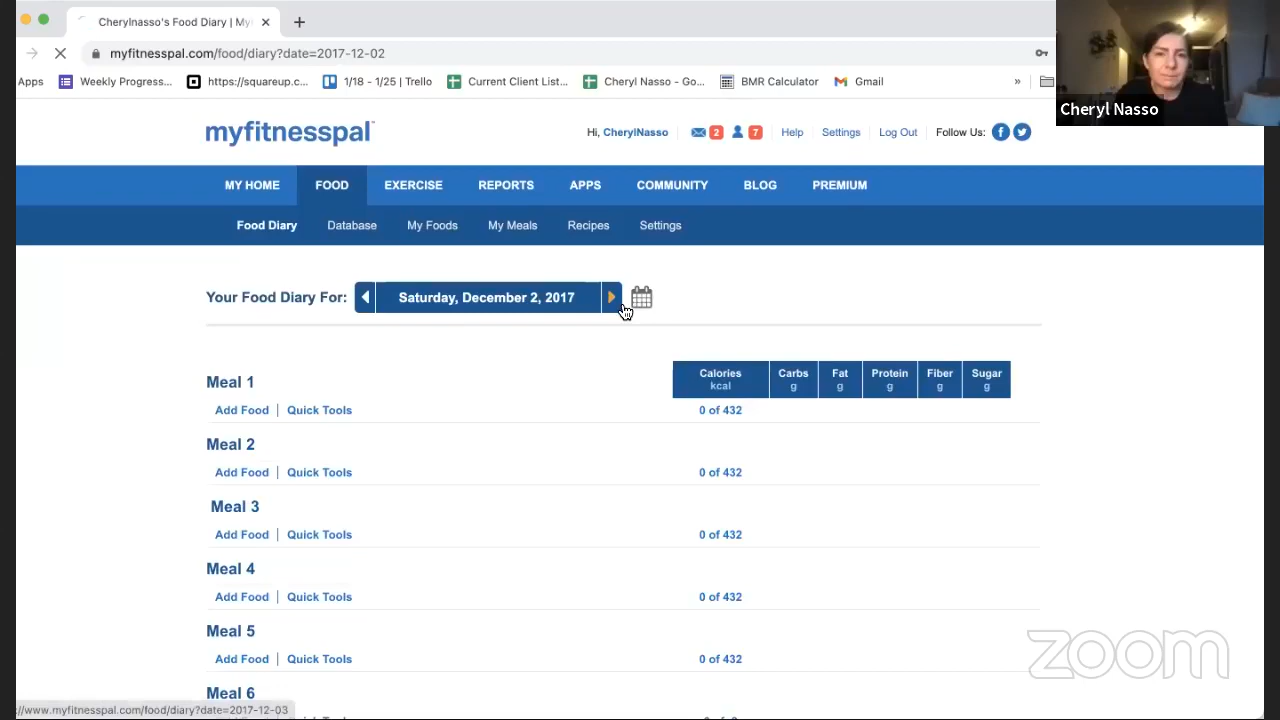 Cherylnasso's Food Diary | My
myfitnesspal.com/food/diary?date=2017-12-02
Apps Weekly Progress... https://squareup.c... 1/18 - 1/25 | Trello Current Client List... Cheryl Nasso - Go... BMR Calculator Gmail »
Cheryl Nasso
myfitnesspal
Hi, CherylNasso 2 7 Help Settings Log Out Follow Us:
MY HOME FOOD EXERCISE REPORTS APPS COMMUNITY BLOG PREMIUM
Food Diary Database My Foods My Meals Recipes Settings
Your Food Diary For: Saturday, December 2, 2017
Calories Carbs Fat Protein Fiber Sugar
kcal g g g g g
Meal 1
Add Food | Quick Tools 0 of 432
Meal 2
Add Food | Quick Tools 0 of 432
Meal 3
Add Food | Quick Tools 0 of 432
Meal 4
Add Food | Quick Tools 0 of 432
Meal 5
Add Food | Quick Tools 0 of 432
zoom
Meal 6
://www.myfitnesspal.com/food/diary?date=2017-12-03